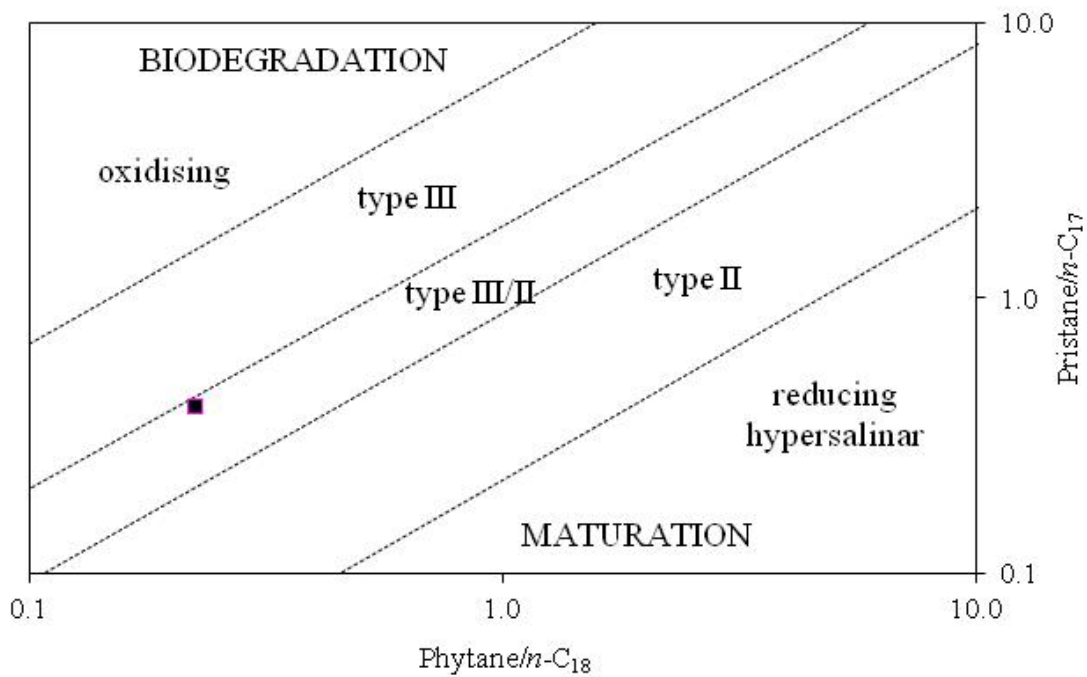 BIODEGRADATION
oxidising
type III
type III/II
type II
reducing
hypersalinar
MATURATION
10.0
1.0
0.1
Pristane/n-C17
0.1
1.0
10.0
Phytane/n-C18